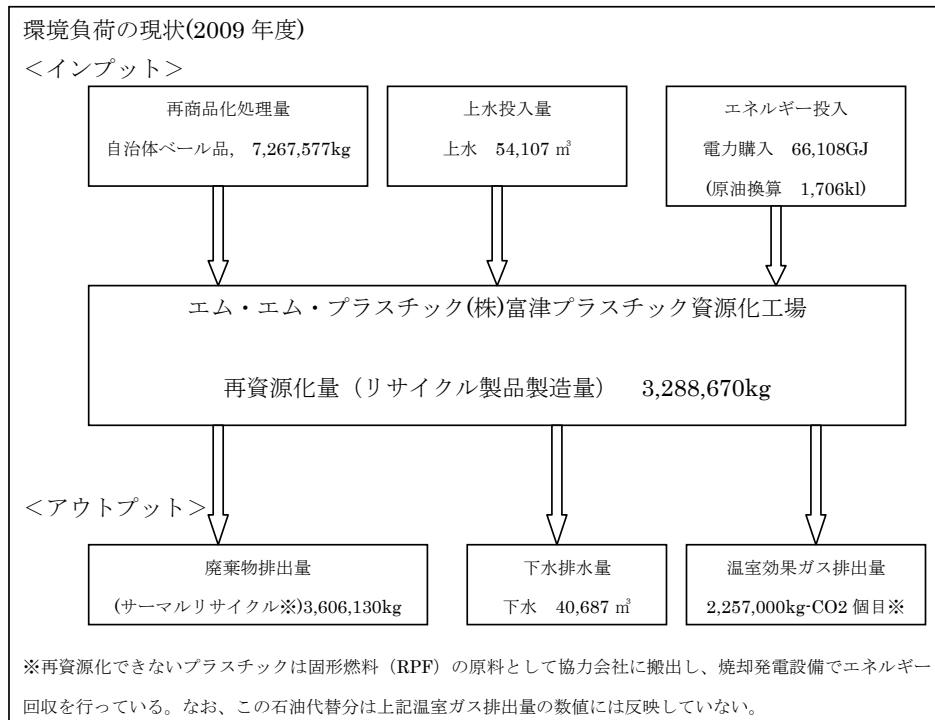 環境負荷の現状(2009 年度)
＜インプット＞
再商品化処理量
自治体ベール品, 7,267,577kg
上水投入量
上水 54,107 ㎥
エネルギー投入
電力購入 66,108GJ
(原油換算 1,706kl)
エム・エム・プラスチック(株)富津プラスチック資源化工場
再資源化量（リサイクル製品製造量） 3,288,670kg
＜アウトプット＞
廃棄物排出量
(サーマルリサイクル※)3,606,130kg
下水排水量
下水 40,687 ㎥
温室効果ガス排出量
2,257,000kg-CO2 個目※
※再資源化できないプラスチックは固形燃料（RPF）の原料として協力会社に搬出し、焼却発電設備でエネルギー
回収を行っている。なお、この石油代替分は上記温室ガス排出量の数値には反映していない。